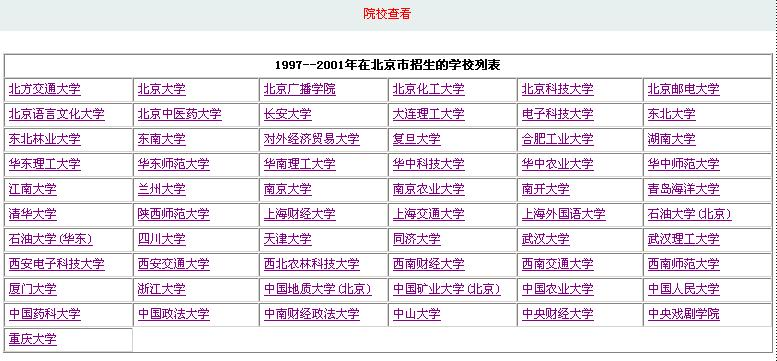 院校查看
1997--2001年在北京市招生的学校列表
北方交通大学 北京大学 北京广播学院 北京化工大学 北京科技大学 北京邮电大学
北京语言文化大学 北京中医药大学 长安大学 大连理工大学 电子科技大学 东北大学
东北林业大学 东南大学 对外经济贸易大学 复旦大学 合肥工业大学 湖南大学
华东理工大学 华东师范大学 华南理工大学 华中科技大学 华中农业大学 华中师范大学
江南大学 兰州大学 南京大学 南京农业大学 南开大学 青岛海洋大学
清华大学 陕西师范大学 上海财经大学 上海交通大学 上海外国语大学 石油大学(北京)
石油大学(华东) 四川大学 天津大学 同济大学 武汉大学 武汉理工大学
西安电子科技大学 西安交通大学 西北农林科技大学 西南财经大学 西南交通大学 西南师范大学
厦门大学 浙江大学 中国地质大学(北京) 中国矿业大学(北京) 中国农业大学 中国人民大学
中国药科大学 中国政法大学 中南财经政法大学 中山大学 中央财经大学 中央戏剧学院
重庆大学